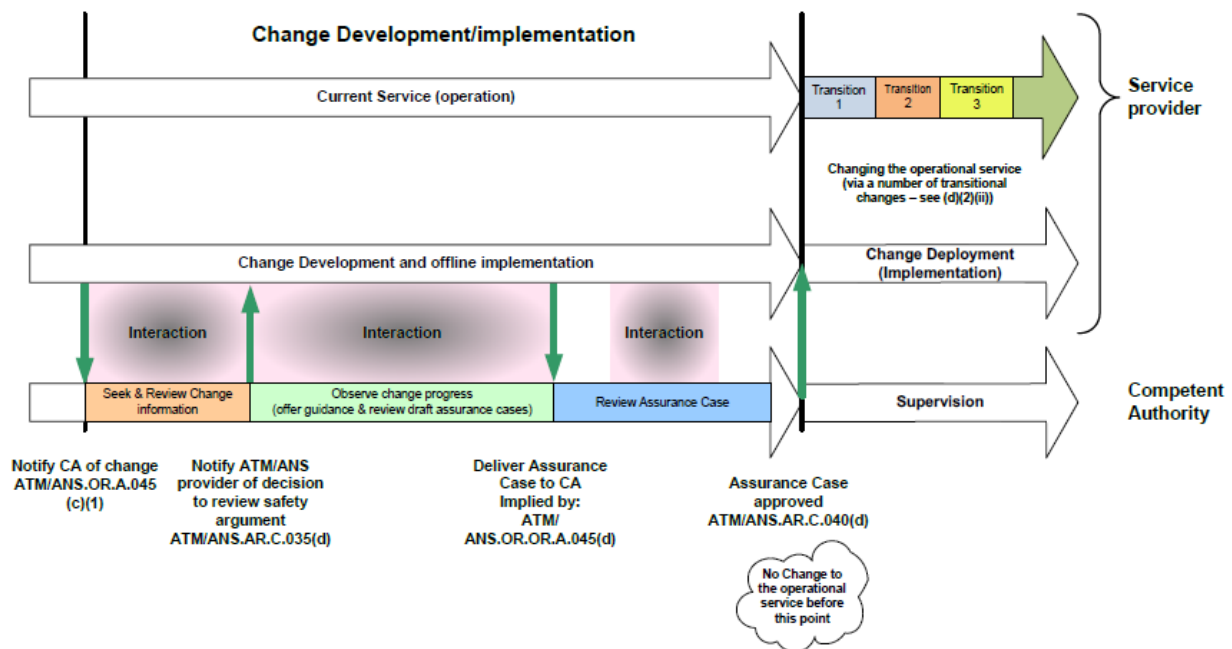 Change Development/implementation
Current Service (operation)
Transition
1
Transition
2
Transition
3
Service
provider
Changing the operational service
(via a number of transitional
changes – see (d)(2)(ii))
Change Development and offline implementation
Change Deployment
(Implementation)
Interaction
Interaction
Interaction
Seek & Review Change
information
Observe change progress
(offer guidance & review draft assurance cases)
Review Assurance Case
Supervision
Competent
Authority
Notify CA of change
ATM/ANS.OR.A.045
(c)(1)
Notify ATM/ANS
provider of decision
to review safety
argument
ATM/ANS.AR.C.035(d)
Deliver Assurance
Case to CA
Implied by:
ATM/
ANS.OR.OR.A.045(d)
Assurance Case
approved
ATM/ANS.AR.C.040(d)
No Change to
the operational
service before
this point